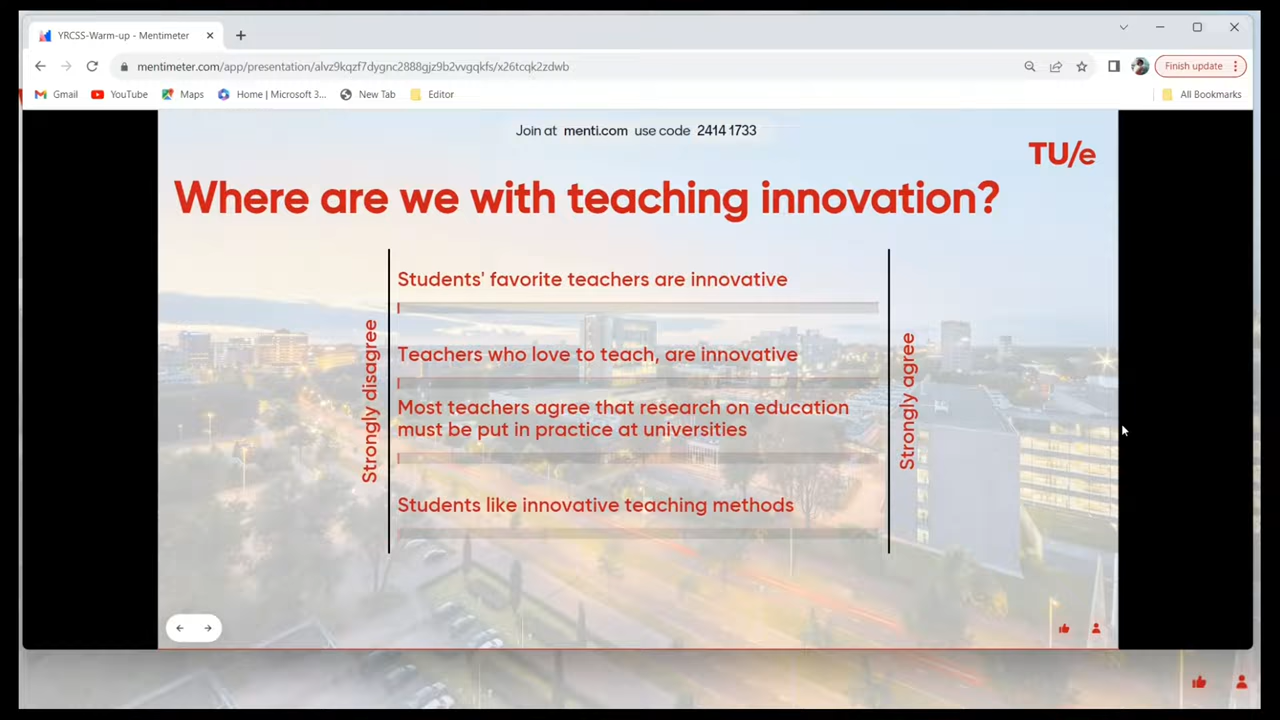 YRCSS-Warm-up - Mentimeter
mentimeter.com/app/presentation/alvz9kqzf7dygnc2888gjz9b2vvgqkfs/x26tcqk2zdwb
Finish update
Gmail
YouTube
Maps
Home | Microsoft 3...
New Tab
Editor
All Bookmarks
Join at menti.com use code 2414 1733
TU/e
Where are we with teaching innovation?
Strongly disagree
Students' favorite teachers are innovative
Teachers who love to teach, are innovative
Most teachers agree that research on education
must be put in practice at universities
Students like innovative teaching methods
Strongly agree